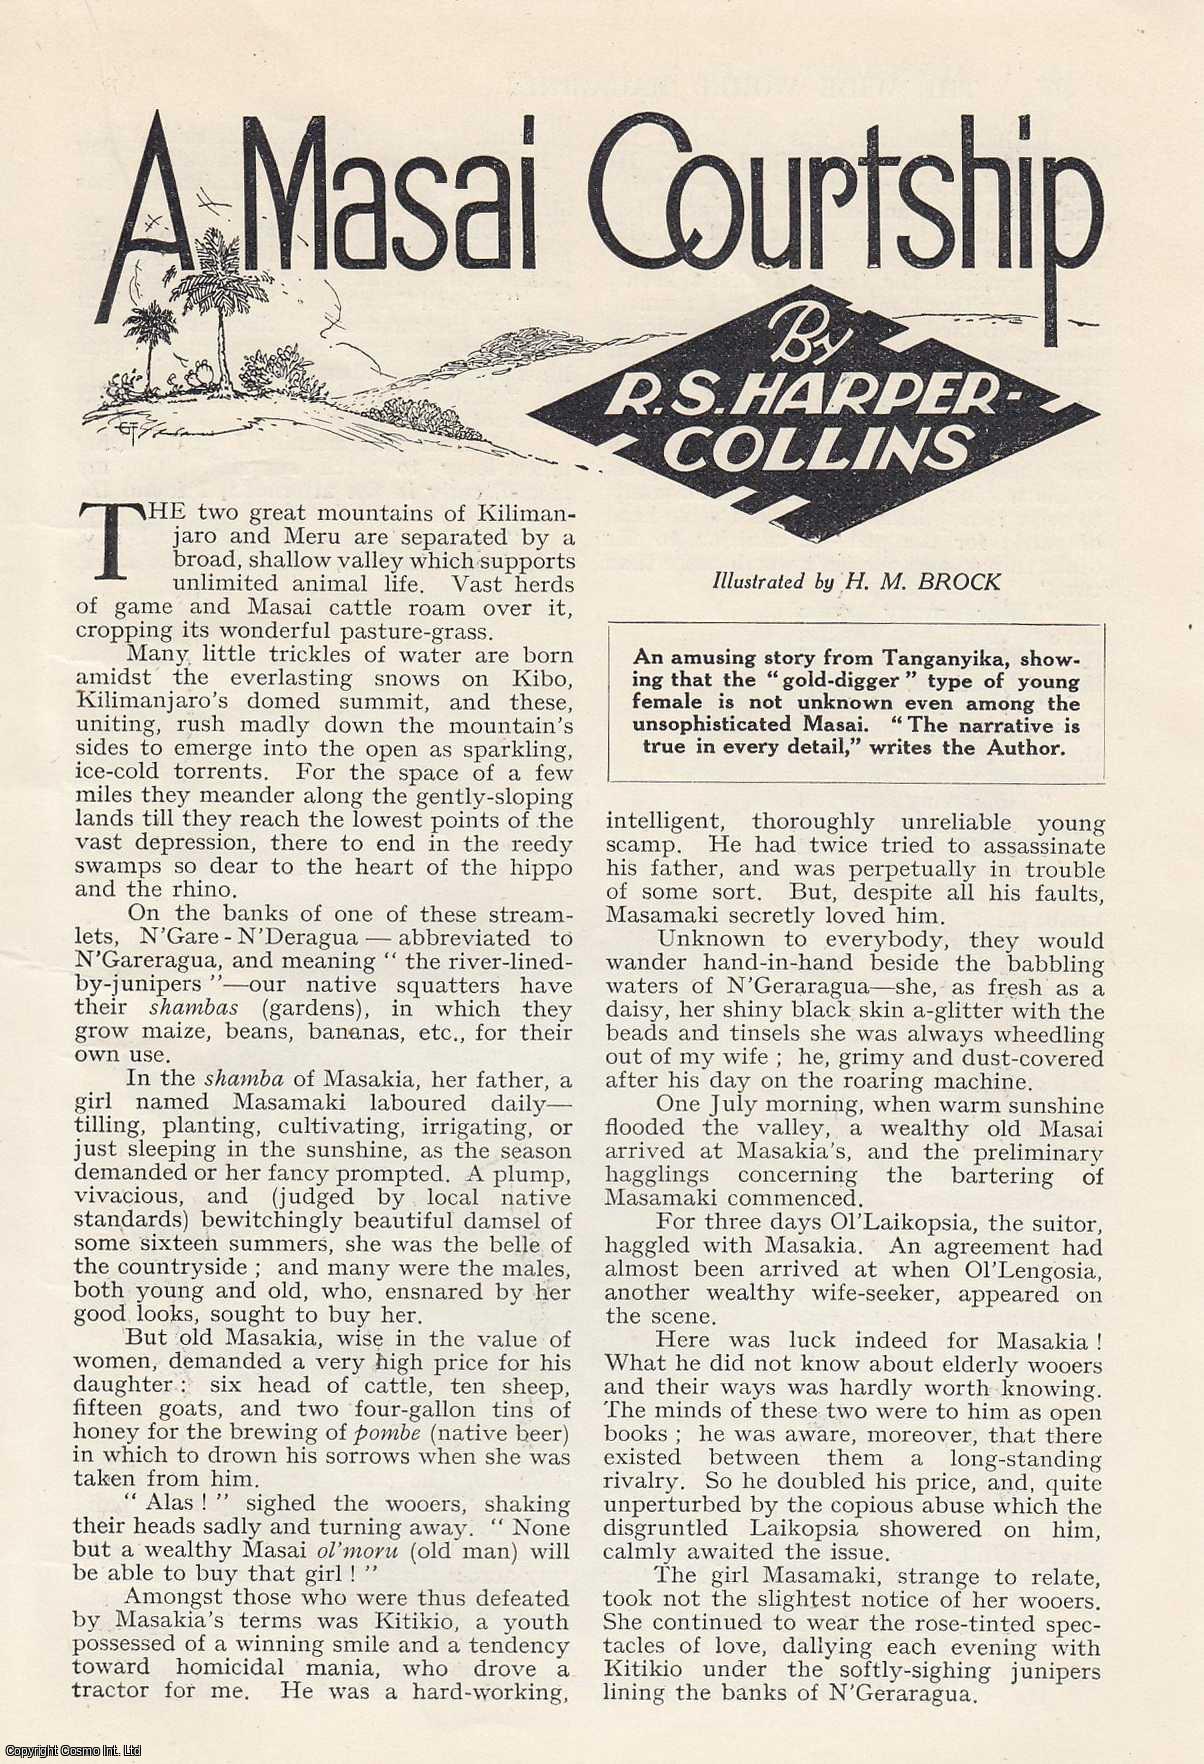 A Masai Courtship
By
R.S. HARPER-
COLLINS
THE two great mountains of Kiliman-
jaro and Meru are separated by a
broad, shallow valley which supports
unlimited animal life. Vast herds
of game and Masai cattle roam over it,
cropping its wonderful pasture-grass.
Many little trickles of water are born
amidst the everlasting snows on Kibo,
Kilimanjaro's domed summit, and these,
uniting, rush madly down the mountain's
sides to emerge into the open as sparkling,
ice-cold torrents. For the space of a few
miles they meander along the gently-sloping
lands till they reach the lowest points of the
vast depression, there to end in the reedy
swamps so dear to the heart of the hippo
and the rhino.
On the banks of one of these stream-
lets, N'Gare-N'Deragua — abbreviated to
N'Gareragua, and meaning " the river-lined-
by-junipers "—our native squatters have
their shambas (gardens), in which they
grow maize, beans, bananas, etc., for their
own use.
In the shamba of Masakia, her father, a
girl named Masamaki laboured daily—
tilling, planting, cultivating, irrigating, or
just sleeping in the sunshine, as the season
demanded or her fancy prompted. A plump,
vivacious, and (judged by local native
standards) bewitchingly beautiful damsel of
some sixteen summers, she was the belle of
the countryside ; and many were the males,
both young and old, who, ensnared by her
good looks, sought to buy her.
But old Masakia, wise in the value of
women, demanded a very high price for his
daughter : six head of cattle, ten sheep,
fifteen goats, and two four-gallon tins of
honey for the brewing of pombe (native beer)
in which to drown his sorrows when she was
taken from him.
" Alas ! " sighed the wooers, shaking
their heads sadly and turning away. " None
but a wealthy Masai ol'moru (old man) will
be able to buy that girl ! "
Amongst those who were thus defeated
by Masakia's terms was Kitikio, a youth
possessed of a winning smile and a tendency
toward homicidal mania, who drove a
tractor for me. He was a hard-working,
Illustrated by H. M. BROCK
An amusing story from Tanganyika, show-
ing that the " gold-digger " type of young
female is not unknown even among the
unsophisticated Masai. " The narrative is
true in every detail," writes the Author.
intelligent, thoroughly unreliable young
scamp. He had twice tried to assassinate
his father, and was perpetually in trouble
of some sort. But, despite all his faults,
Masamaki secretly loved him.
Unknown to everybody, they would
wander hand-in-hand beside the babbling
waters of N'Geraragua—she, as fresh as a
daisy, her shiny black skin a-glitter with the
beads and tinsels she was always wheedling
out of my wife ; he, grimy and dust-covered
after his day on the roaring machine.
One July morning, when warm sunshine
flooded the valley, a wealthy old Masai
arrived at Masakia's, and the preliminary
hagglings concerning the bartering of
Masamaki commenced.
For three days Ol'Laikopsia, the suitor,
haggled with Masakia. An agreement had
almost been arrived at when Ol'Lengosia,
another wealthy wife-seeker, appeared on
the scene.
Here was luck indeed for Masakia !
What he did not know about elderly wooers
and their ways was hardly worth knowing.
The minds of these two were to him as open
books ; he was aware, moreover, that there
existed between them a long-standing
rivalry. So he doubled his price, and, quite
unperturbed by the copious abuse which the
disgruntled Laikopsia showered on him,
calmly awaited the issue.
The girl Masamaki, strange to relate,
took not the slightest notice of her wooers.
She continued to wear the rose-tinted spec-
tacles of love, dallying each evening with
Kitikio under the softly-sighing junipers
lining the banks of N'Geraragua.
Copyright Cosmo Int. Ltd